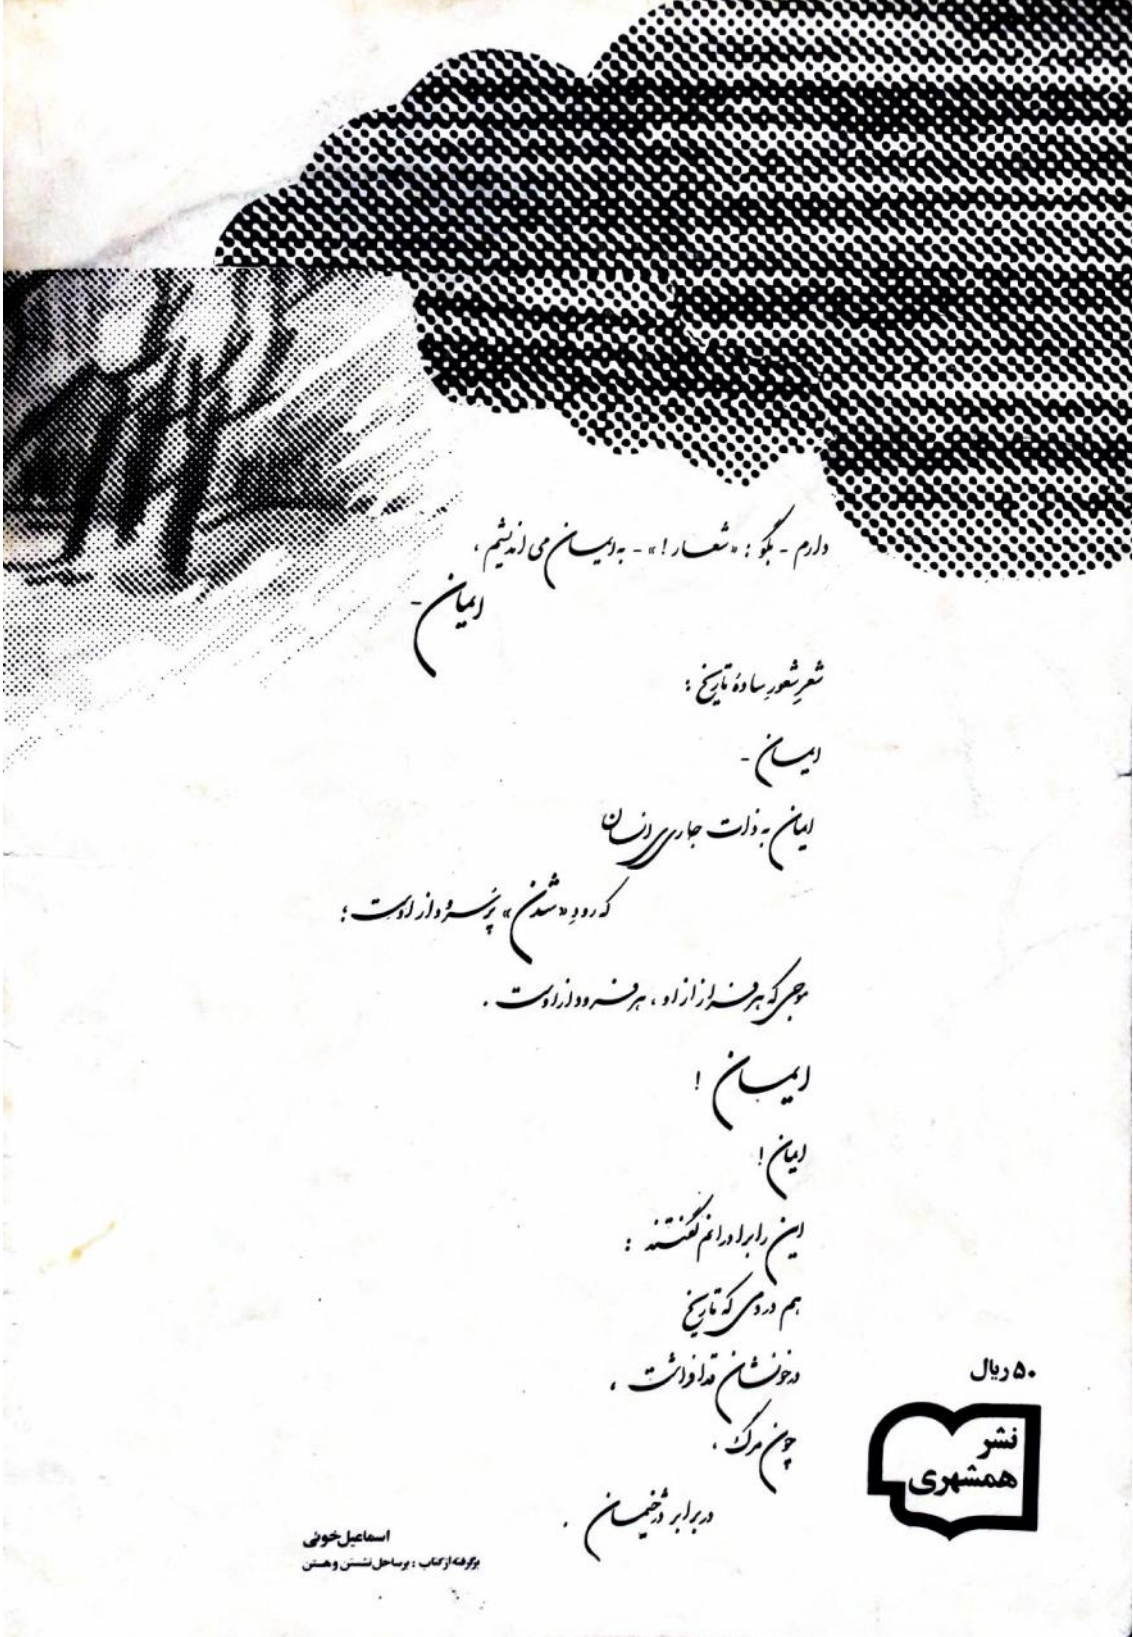 دارم - بگو : «شعار !» - به ایمان می اندیشم ،
ایمان -
شعرِ شعورِ سادهٔ تاریخ :
ایمان -
ایمان به ذات جاری انسان
که رودِ «شدن» پُر سرود از اوست ؛
موجی که هر فراز از او ، هر فرود از اوست .
ایمان !
ایمان !
این را برادرانم گفتند :
هم در دمی که تاریخ
در خونشان قد افراشت ،
چون مرگ ،
در برابر دژخیمان .
۵۰ ریال
نشر
همشهری
اسماعیل خوئی
برگرفته از کتاب : بر ساحل نشستن و هستن